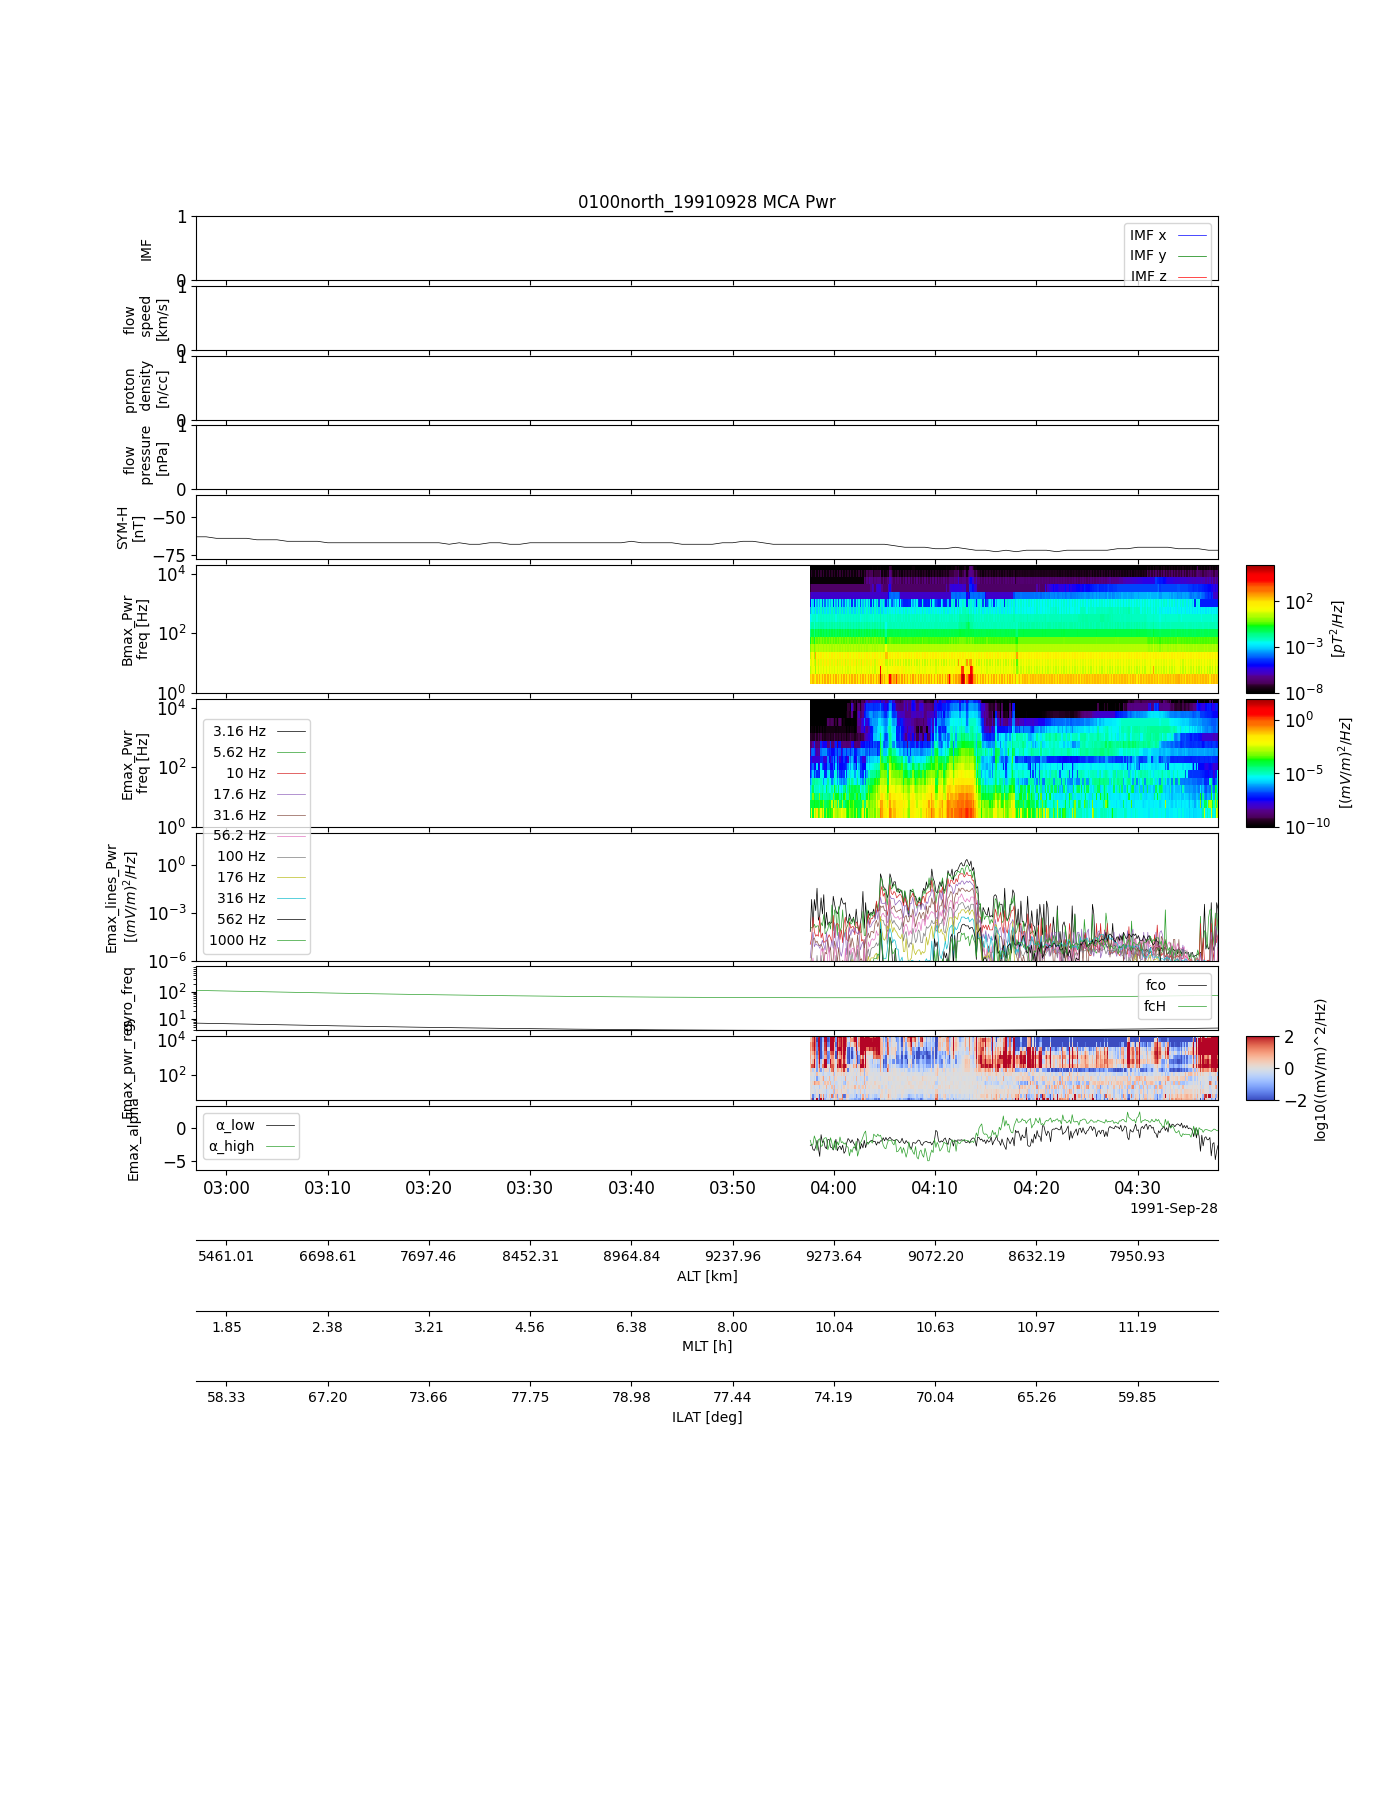 0100north_19910928 MCA Pwr
1
0
IMF
IMF x
IMF y
IMF z
1
0
flow
speed
[km/s]
1
0
proton
density
[n/cc]
1
0
flow
pressure
[nPa]
−50
−75
SYM-H
[nT]
10^4
10^2
10^0
Bmax_Pwr
freq [Hz]
10^2
10^−3
10^−8
[pT^2/Hz]
10^4
10^2
10^0
Emax_Pwr
freq [Hz]
10^0
10^−5
10^−10
[(mV/m)^2/Hz]
3.16 Hz
5.62 Hz
10 Hz
17.6 Hz
31.6 Hz
56.2 Hz
100 Hz
176 Hz
316 Hz
562 Hz
1000 Hz
10^0
10^−3
10^−6
Emax_lines_Pwr
[(mV/m)^2/Hz]
10^2
10^1
gyro_freq
fco
fcH
10^4
10^2
Emax_pwr_reg
2
0
−2
log10((mV/m)^2/Hz)
0
−5
Emax_alpha
α_low
α_high
03:00 03:10 03:20 03:30 03:40 03:50 04:00 04:10 04:20 04:30
1991-Sep-28
5461.01 6698.61 7697.46 8452.31 8964.84 9237.96 9273.64 9072.20 8632.19 7950.93
ALT [km]
1.85 2.38 3.21 4.56 6.38 8.00 10.04 10.63 10.97 11.19
MLT [h]
58.33 67.20 73.66 77.75 78.98 77.44 74.19 70.04 65.26 59.85
ILAT [deg]